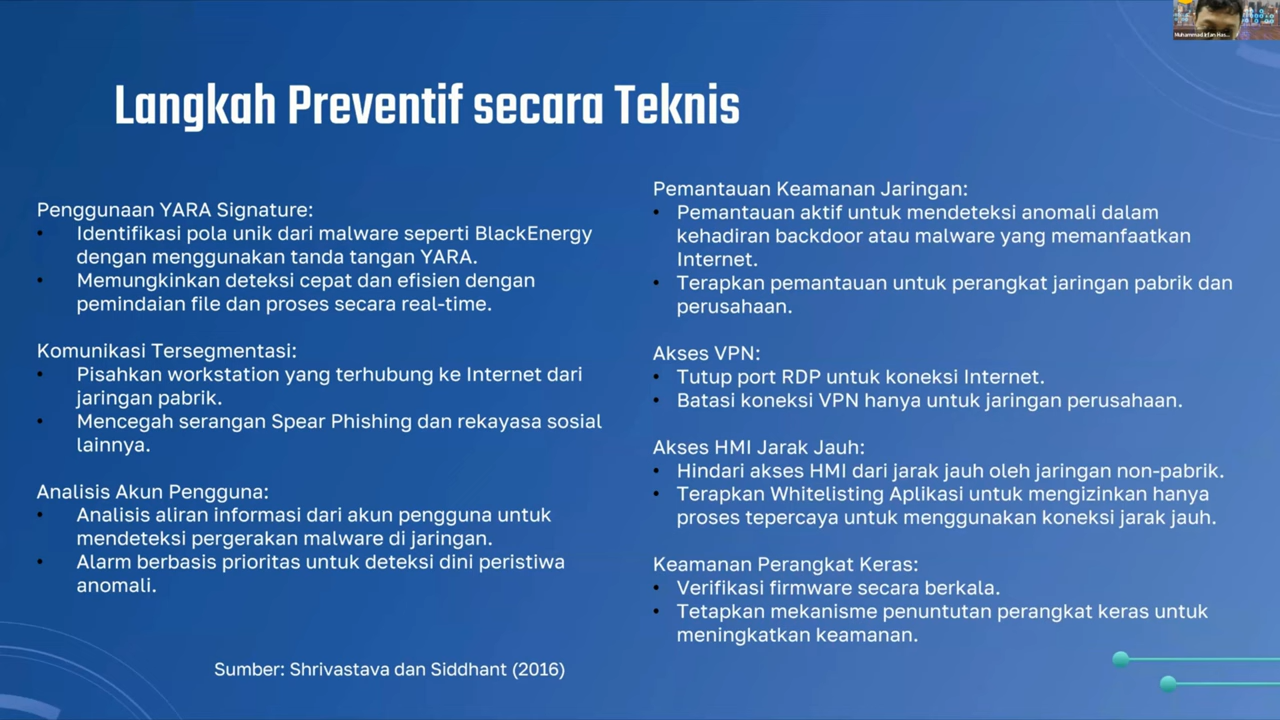 Langkah Preventif secara Teknis
Penggunaan YARA Signature:
• Identifikasi pola unik dari malware seperti BlackEnergy
dengan menggunakan tanda tangan YARA.
• Memungkinkan deteksi cepat dan efisien dengan
pemindaian file dan proses secara real-time.
Komunikasi Tersegmentasi:
• Pisahkan workstation yang terhubung ke Internet dari
jaringan pabrik.
• Mencegah serangan Spear Phishing dan rekayasa sosial
lainnya.
Analisis Akun Pengguna:
• Analisis aliran informasi dari akun pengguna untuk
mendeteksi pergerakan malware di jaringan.
• Alarm berbasis prioritas untuk deteksi dini peristiwa
anomali.
Sumber: Shrivastava dan Siddhant (2016)
Pemantauan Keamanan Jaringan:
• Pemantauan aktif untuk mendeteksi anomali dalam
kehadiran backdoor atau malware yang memanfaatkan
Internet.
• Terapkan pemantauan untuk perangkat jaringan pabrik dan
perusahaan.
Akses VPN:
• Tutup port RDP untuk koneksi Internet.
• Batasi koneksi VPN hanya untuk jaringan perusahaan.
Akses HMI Jarak Jauh:
• Hindari akses HMI dari jarak jauh oleh jaringan non-pabrik.
• Terapkan Whitelisting Aplikasi untuk mengizinkan hanya
proses tepercaya untuk menggunakan koneksi jarak jauh.
Keamanan Perangkat Keras:
• Verifikasi firmware secara berkala.
• Tetapkan mekanisme penuntutan perangkat keras untuk
meningkatkan keamanan.
Muhammad Irfan Has...